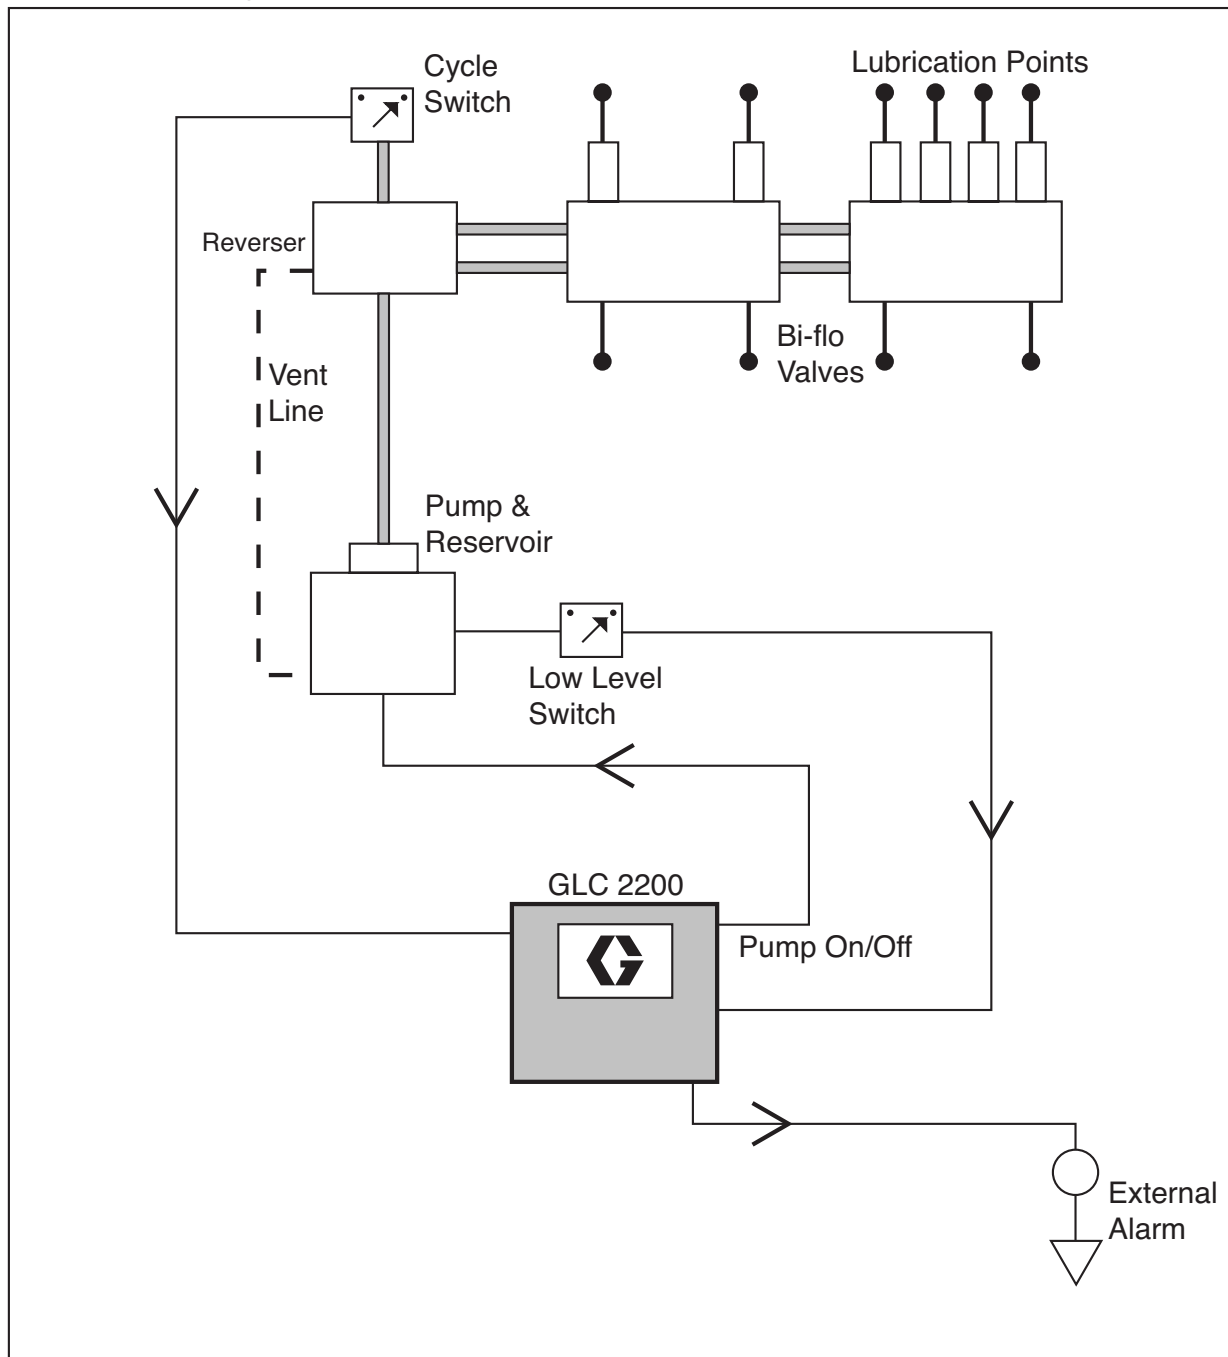 Cycle
Switch
Lubrication Points
Reverser
Bi-flo
Valves
Vent
Line
Pump &
Reservoir
Low Level
Switch
GLC 2200
Pump On/Off
External
Alarm